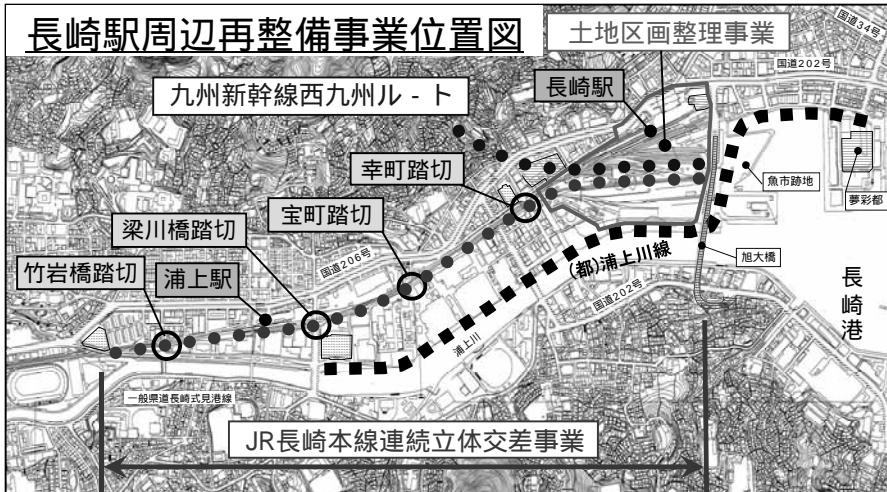 長崎駅周辺再整備事業位置図
土地区画整理事業
国道34号
国道202号
九州新幹線西九州ル-ト
長崎駅
幸町踏切
魚市跡地
夢彩都
宝町踏切
梁川橋踏切
国道206号
(都)浦上川線
旭大橋
竹岩橋踏切
浦上駅
国道202号
長崎港
浦上川
一般県道長崎式見港線
JR長崎本線連続立体交差事業